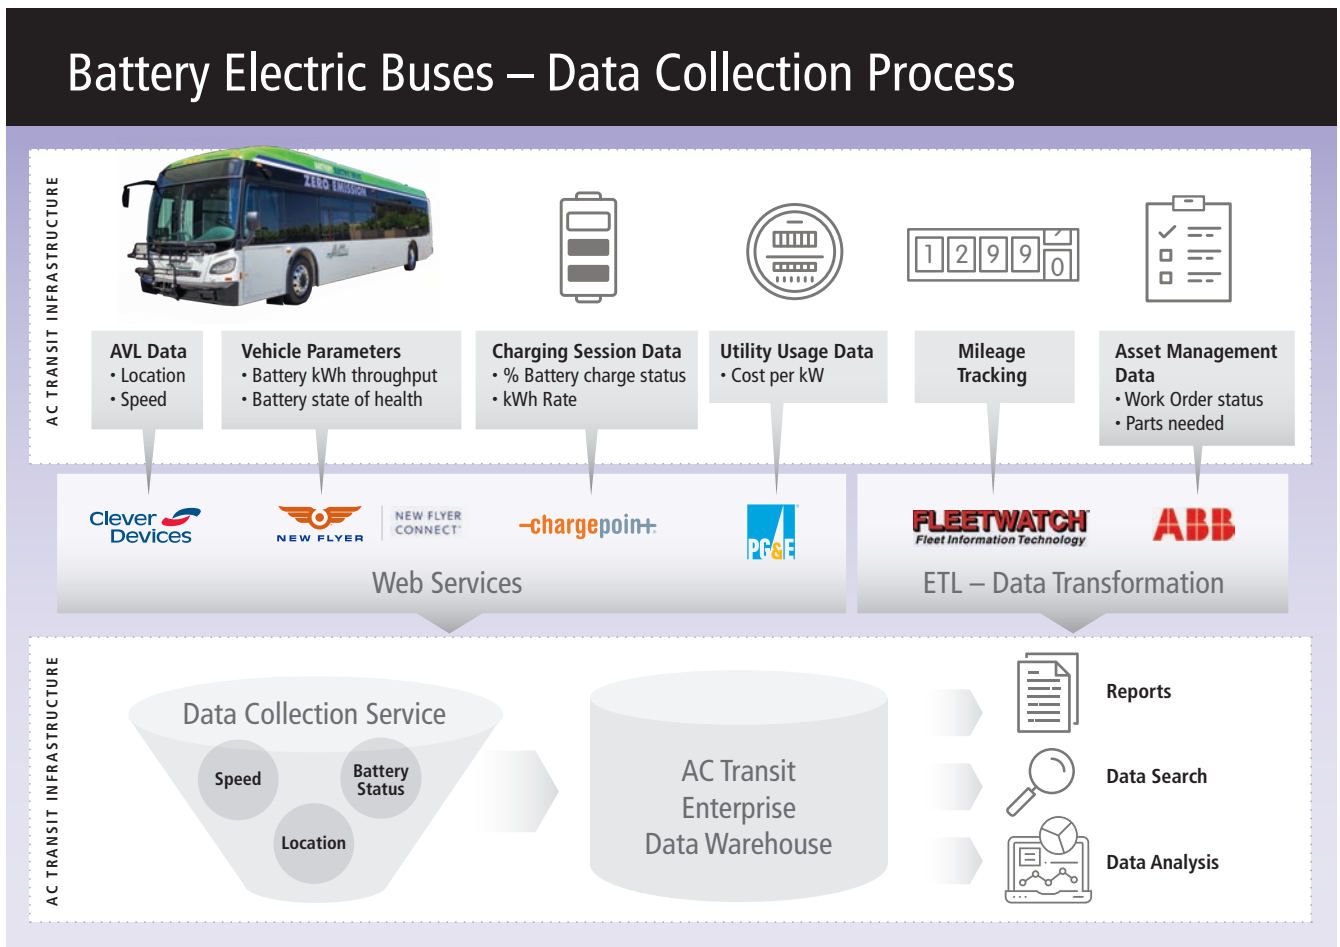 Battery Electric Buses – Data Collection Process
AC TRANSIT INFRASTRUCTURE
ZERO EMISSION
1 2 9 9 0
AVL Data
• Location
• Speed
Vehicle Parameters
• Battery kWh throughput
• Battery state of health
Charging Session Data
• % Battery charge status
• kWh Rate
Utility Usage Data
• Cost per kW
Mileage
Tracking
Asset Management
Data
• Work Order status
• Parts needed
Clever
Devices
NEW FLYER
NEW FLYER
CONNECT
-chargepoin+
PG&E
FLEETWATCH
Fleet Information Technology
ABB
Web Services
ETL – Data Transformation
AC TRANSIT INFRASTRUCTURE
Data Collection Service
Speed
Battery
Status
Location
AC Transit
Enterprise
Data Warehouse
Reports
Data Search
Data Analysis